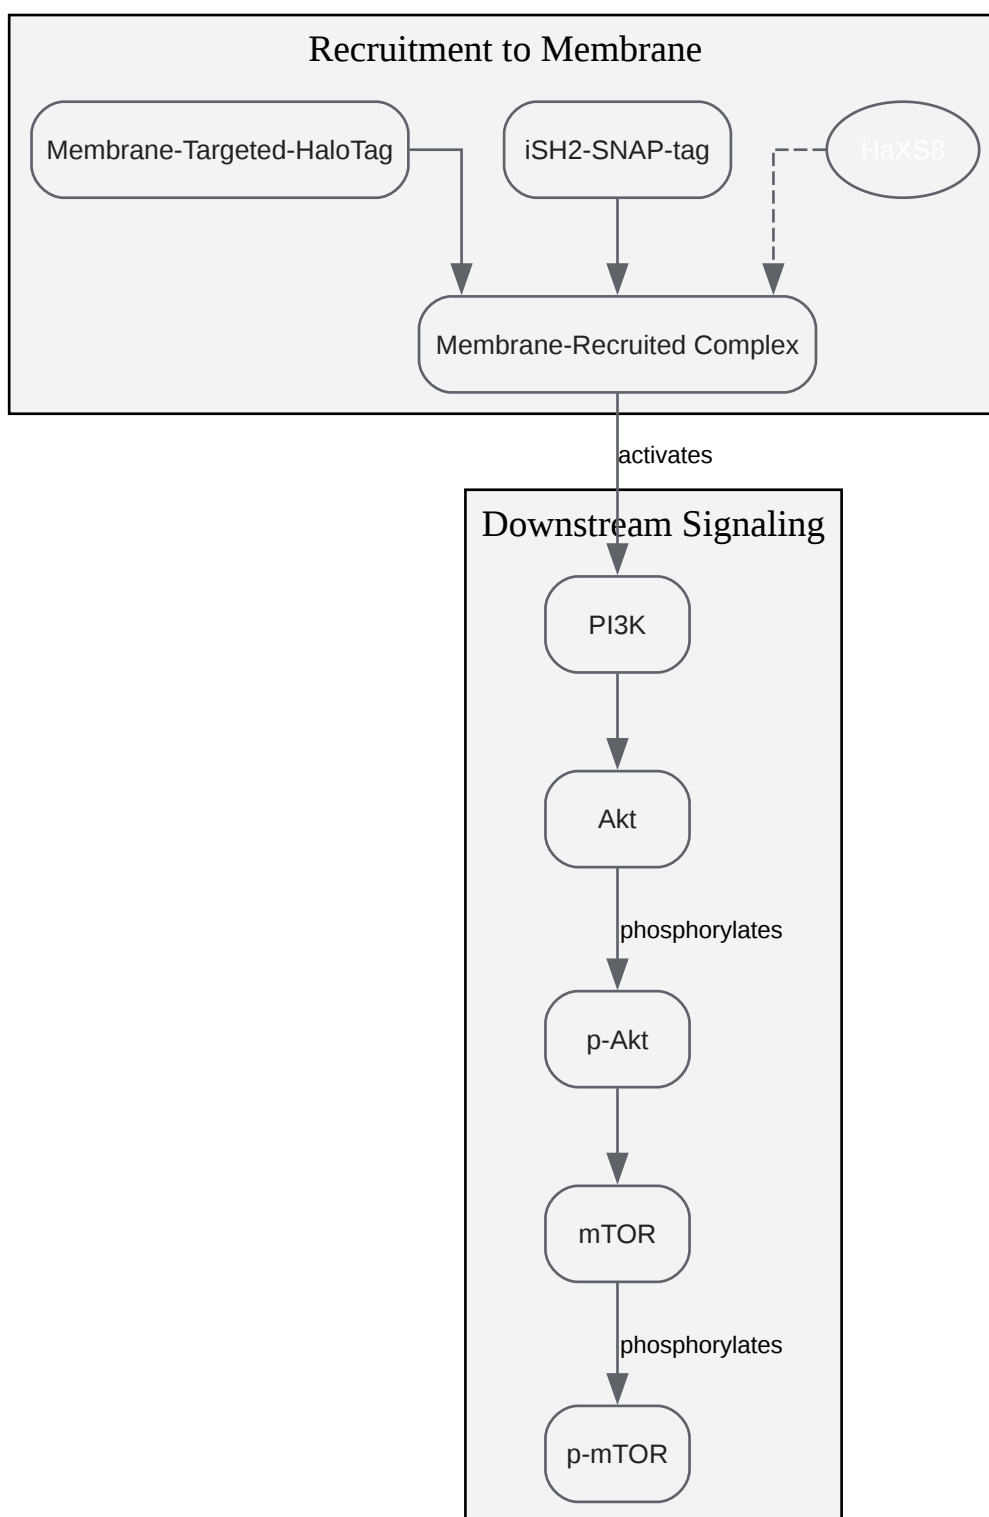 Recruitment to Membrane
Membrane-Targeted-HaloTag
iSH2-SNAP-tag
HaXS8
Membrane-Recruited Complex
activates
Downstream Signaling
PI3K
Akt
phosphorylates
p-Akt
mTOR
phosphorylates
p-mTOR